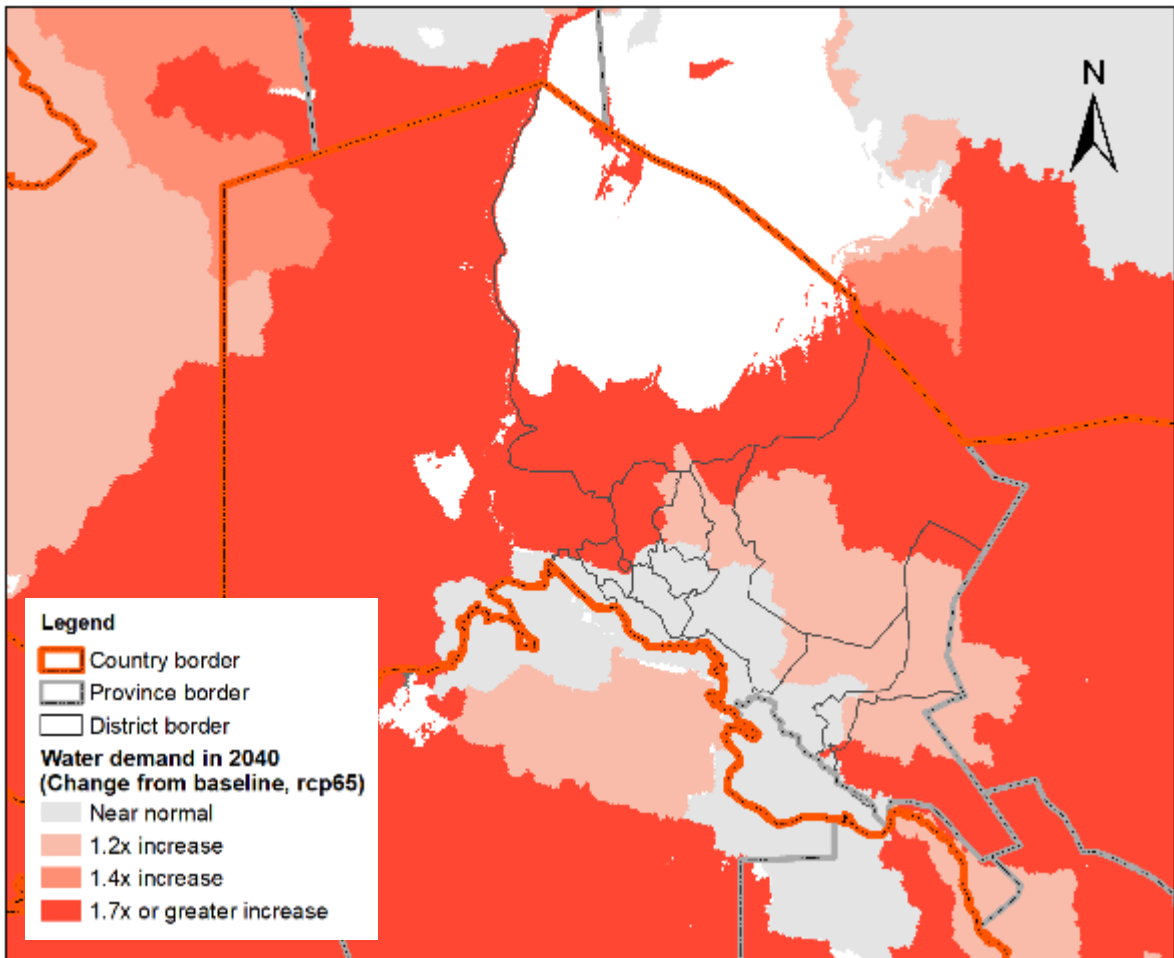 N
Legend
Country border
Province border
District border
Water demand in 2040
(Change from baseline, rcp65)
Near normal
1.2x increase
1.4x increase
1.7x or greater increase